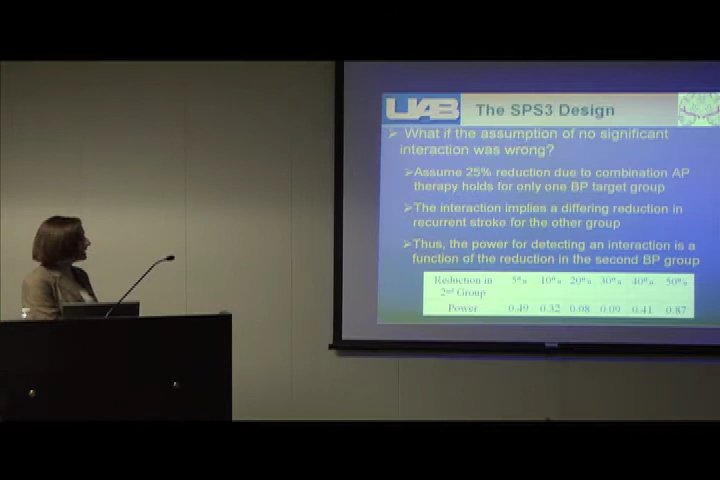 UAB The SPS3 Design
➢ What if the assumption of no significant
interaction was wrong?
➢Assume 25% reduction due to combination AP
therapy holds for only one BP target group
➢The interaction implies a differing reduction in
recurrent stroke for the other group
➢Thus, the power for detecting an interaction is a
function of the reduction in the second BP group
Reduction in 2nd Group 5% 10% 20% 30% 40% 50%
Power 0.49 0.32 0.08 0.09 0.41 0.87